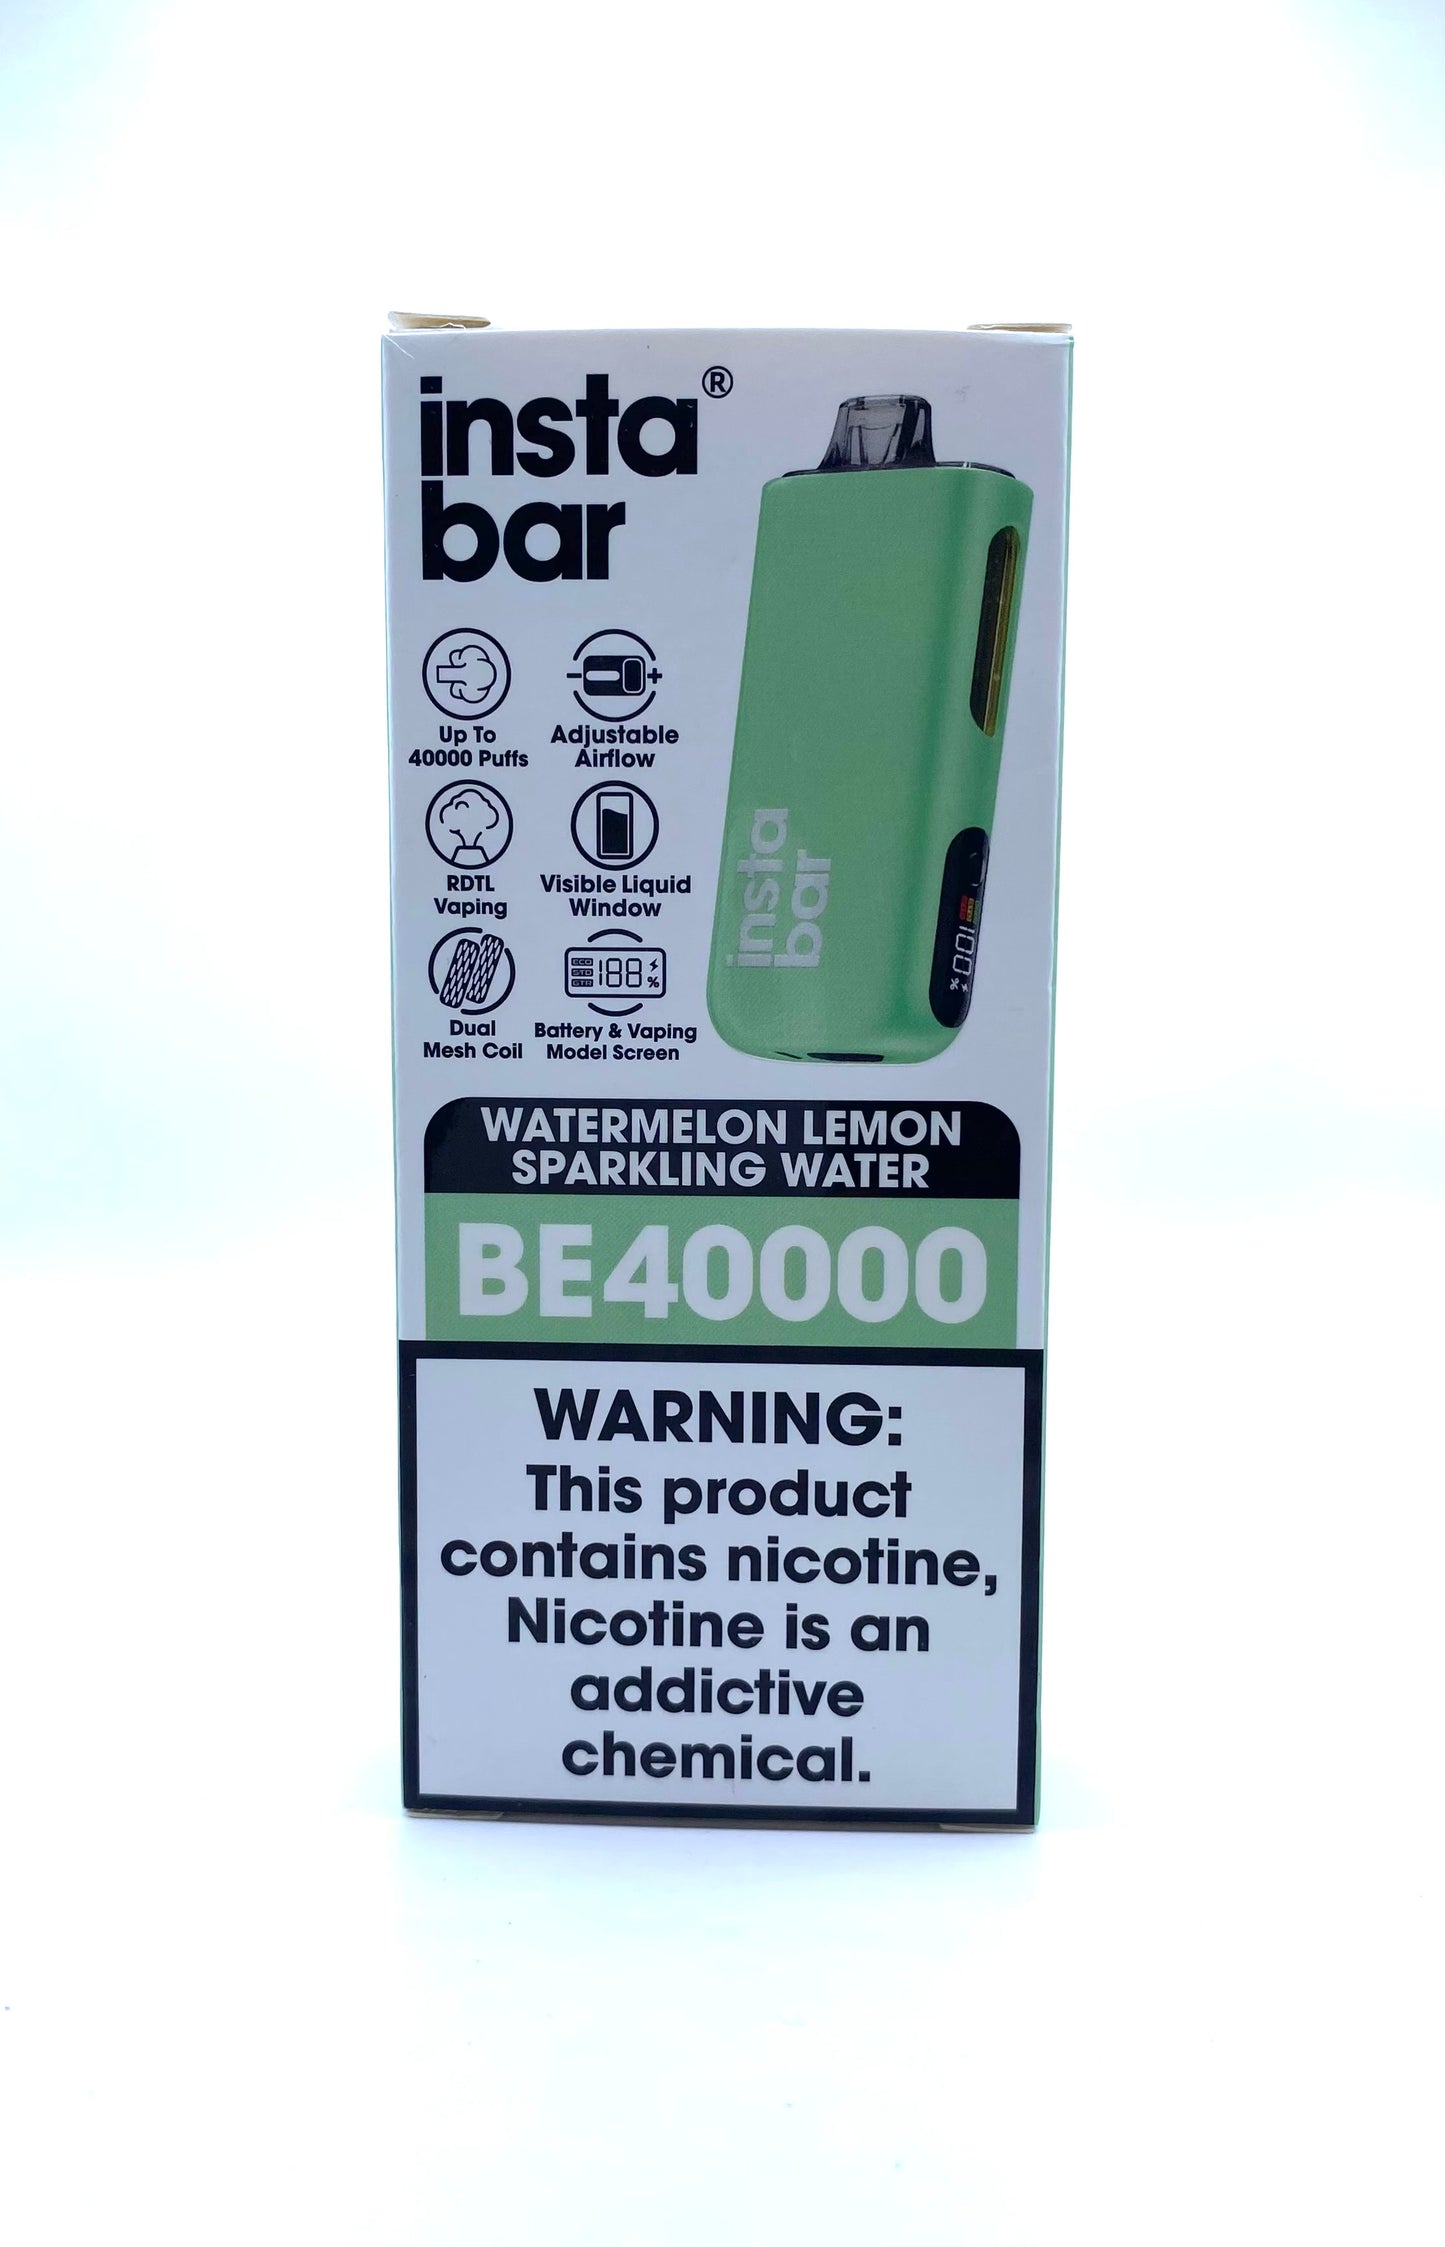 insta®
bar
Up To
40000 Puffs
Adjustable
Airflow
RDTL
Vaping
Visible Liquid
Window
Dual
Mesh Coil
ECO
STD
GTR
188
%
Battery & Vaping
Model Screen
insta
bar
100
%
WATERMELON LEMON
SPARKLING WATER
BE40000
WARNING:
This product
contains nicotine,
Nicotine is an
addictive
chemical.